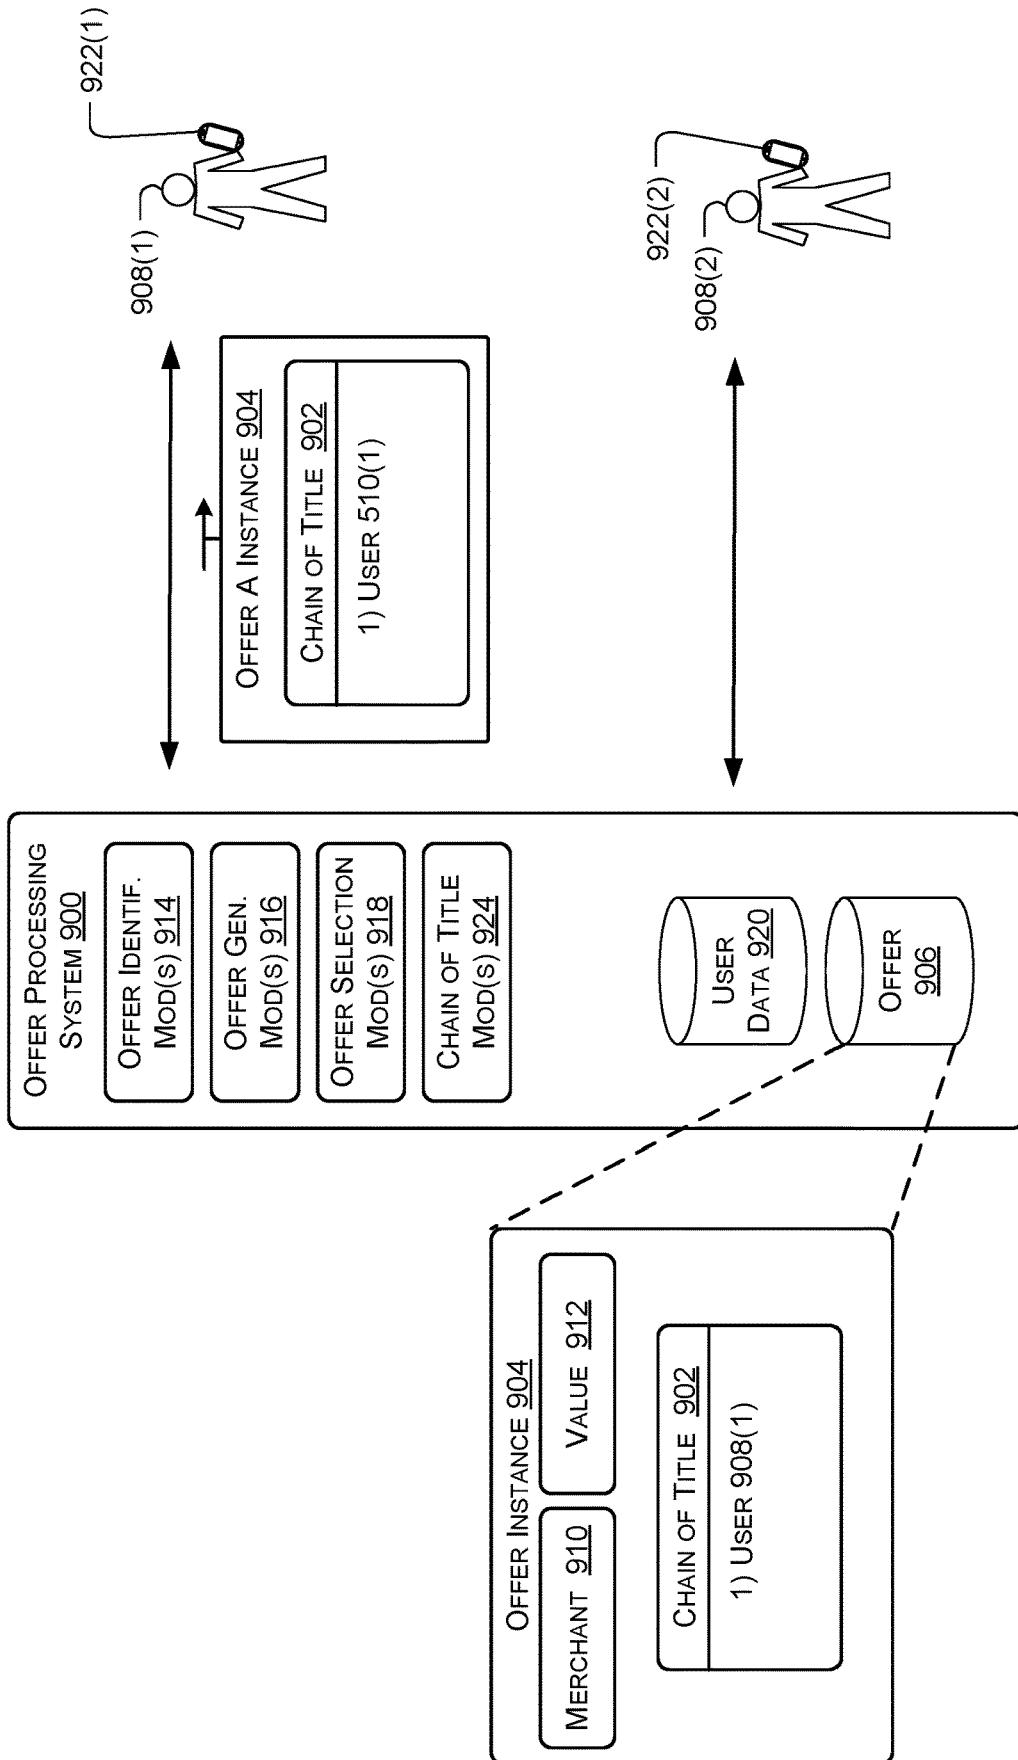 OFFER PROCESSING
SYSTEM 900
OFFER IDENTIF.
MOD(S) 914
OFFER GEN.
MOD(S) 916
OFFER SELECTION
MOD(S) 918
CHAIN OF TITLE
MOD(S) 924
USER
DATA 920
OFFER
906
OFFER INSTANCE 904
MERCHANT 910
VALUE 912
CHAIN OF TITLE 902
1) USER 908(1)
OFFER A INSTANCE 904
CHAIN OF TITLE 902
1) USER 510(1)
908(1)
922(1)
922(2)
908(2)